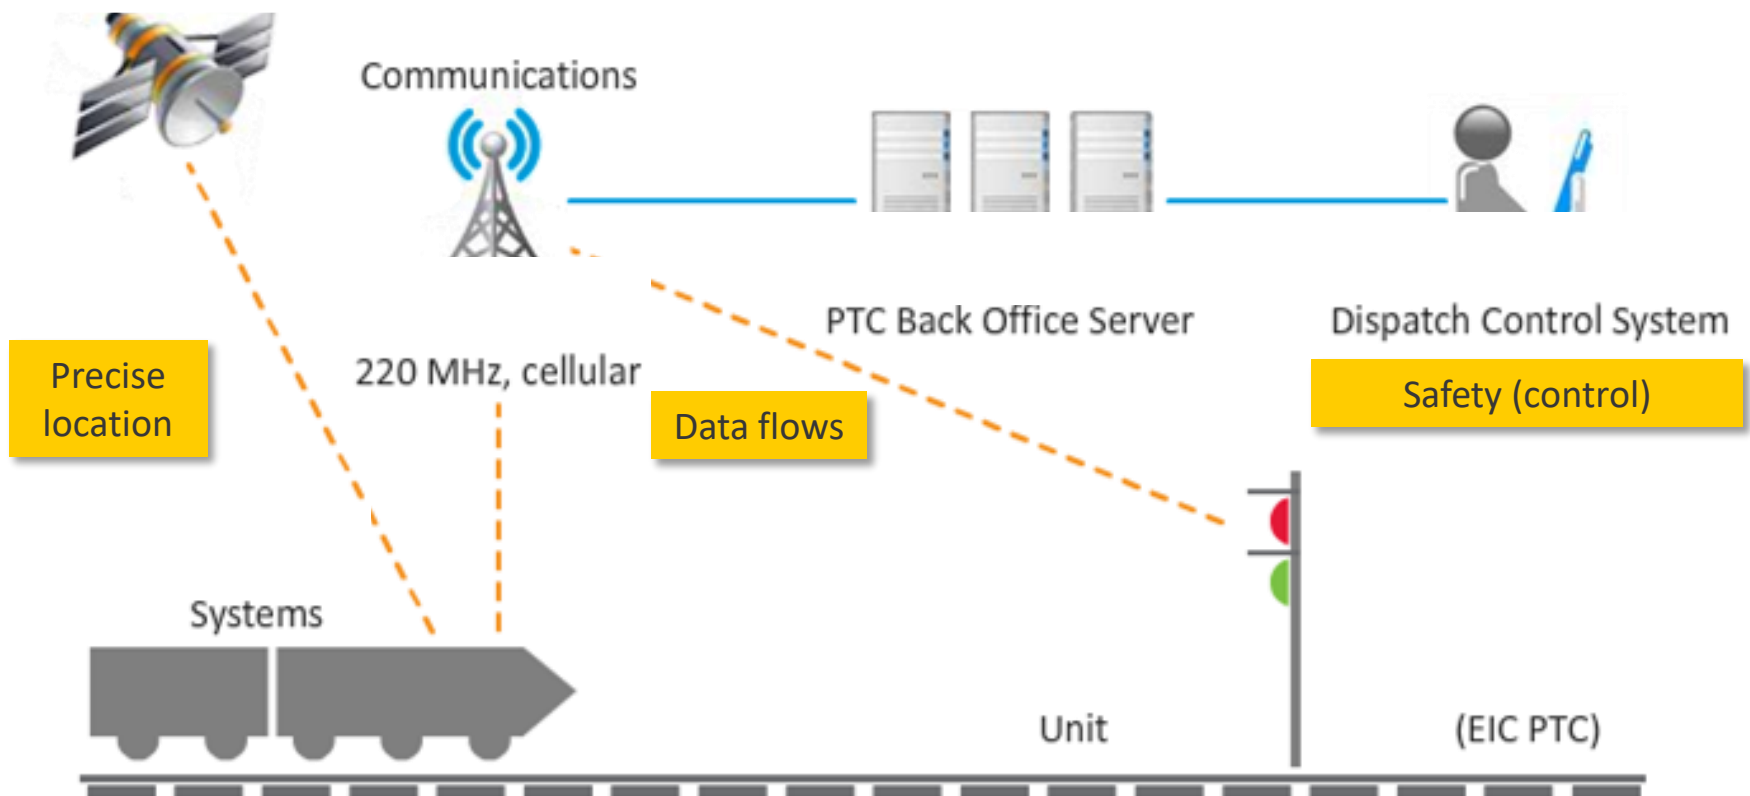 Communications
PTC Back Office Server
Dispatch Control System
Precise
location
220 MHz, cellular
Data flows
Safety (control)
Systems
Unit
(EIC PTC)